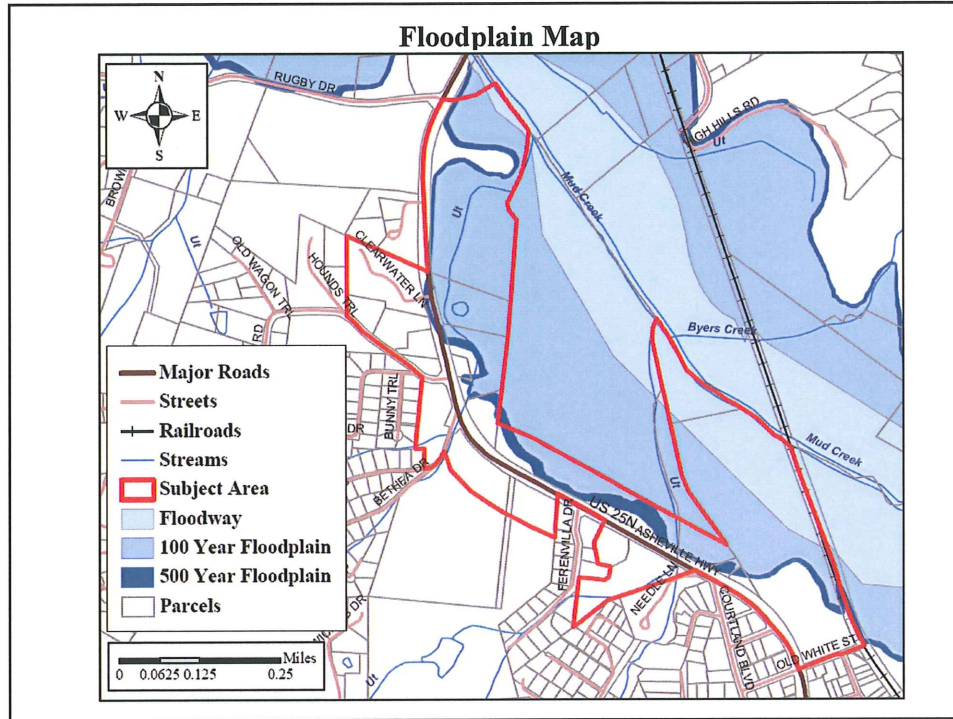 Floodplain Map
N
W E
S
RUGBY DR
GH HILLS RD
Ut
BROW
Ut
Mud Creek
Ut
OLD WAGON TRL
HOUNDS TRL
CLEARWATER LN
RD
Byers Creek
BUNNY TRL
DR
BETHEA DR
Mud Creek
Ut
US 25N
ASHEVILLE HWY
FERENVILLA DR
NEEDLE LN
COURTLAND BLVD
OLD WHITE ST
DR
Ut
Major Roads
Streets
Railroads
Streams
Subject Area
Floodway
100 Year Floodplain
500 Year Floodplain
Parcels
Miles
0 0.0625 0.125 0.25